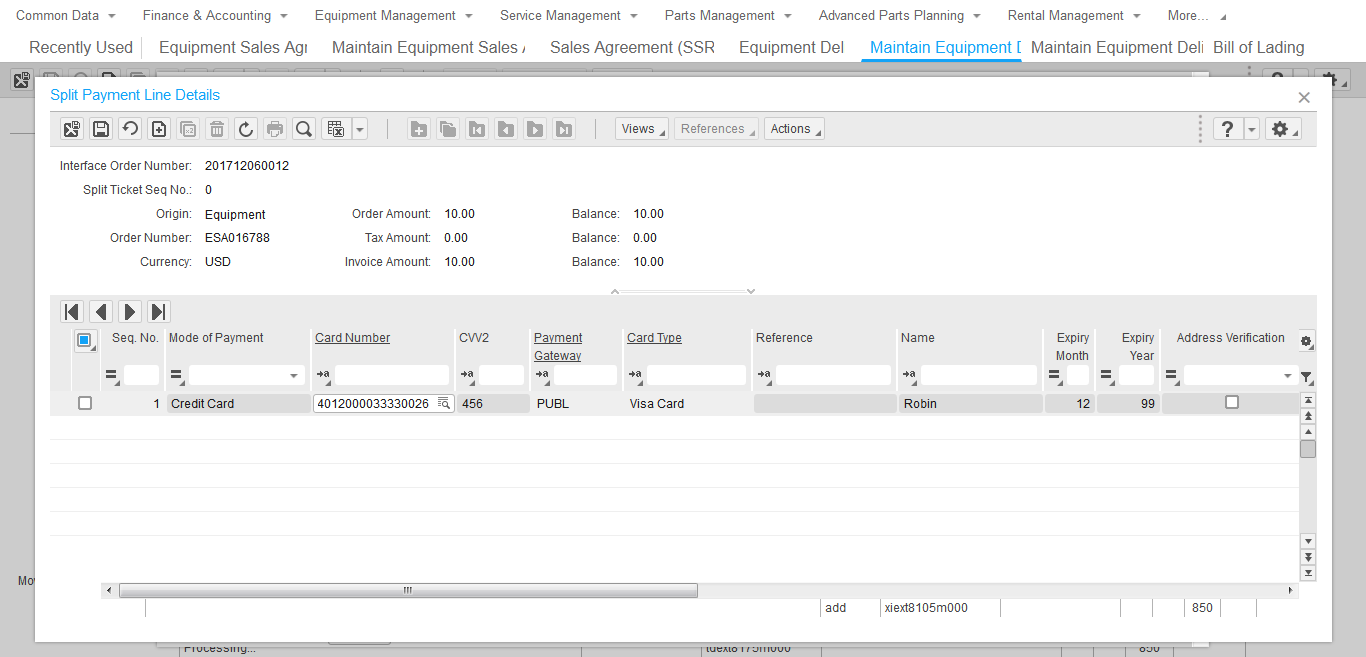 Common Data Finance & Accounting Equipment Management Service Management Parts Management Advanced Parts Planning Rental Management More...
Recently Used Equipment Sales Agr Maintain Equipment Sales Sales Agreement (SSR Equipment Del Maintain Equipment D Maintain Equipment Deli Bill of Lading
Split Payment Line Details
Views References Actions ?
Interface Order Number: 201712060012
Split Ticket Seq No.: 0
Origin: Equipment Order Amount: 10.00 Balance: 10.00
Order Number: ESA016788 Tax Amount: 0.00 Balance: 0.00
Currency: USD Invoice Amount: 10.00 Balance: 10.00
Seq. No. Mode of Payment Card Number CVV2 Payment Gateway Card Type Reference Name Expiry Month Expiry Year Address Verification
1 Credit Card 4012000033330026 456 PUBL Visa Card Robin 12 99
Mov
add xiext8105m000 850
Processing... tdext8175m000 850